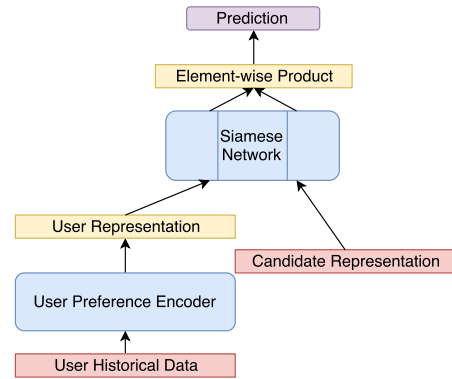 Prediction
Element-wise Product
Siamese
Network
User Representation
Candidate Representation
User Preference Encoder
User Historical Data